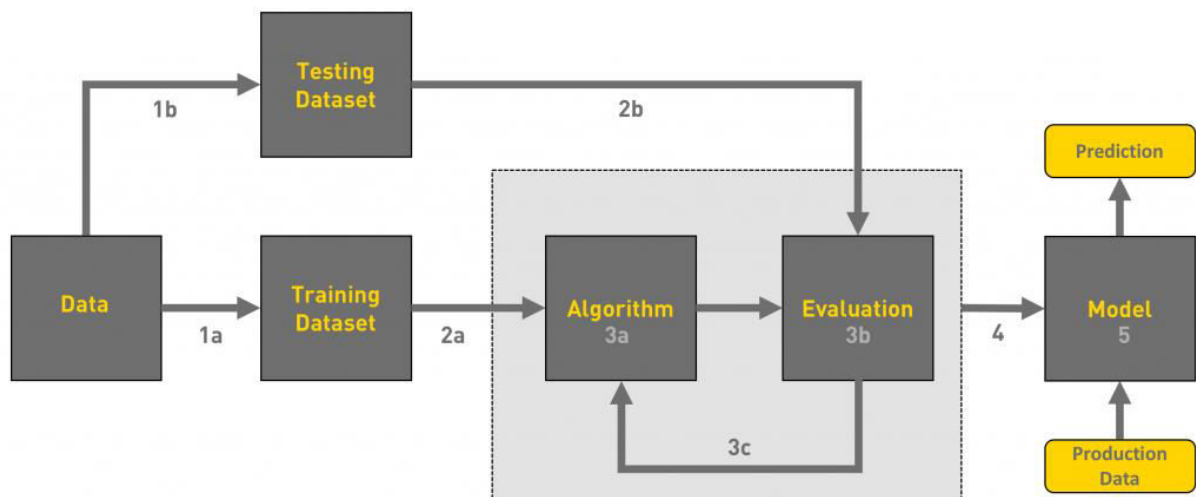 Testing
Dataset
1b
2b
Prediction
Data
1a
Training
Dataset
2a
Algorithm
3a
Evaluation
3b
4
Model
5
3c
Production
Data